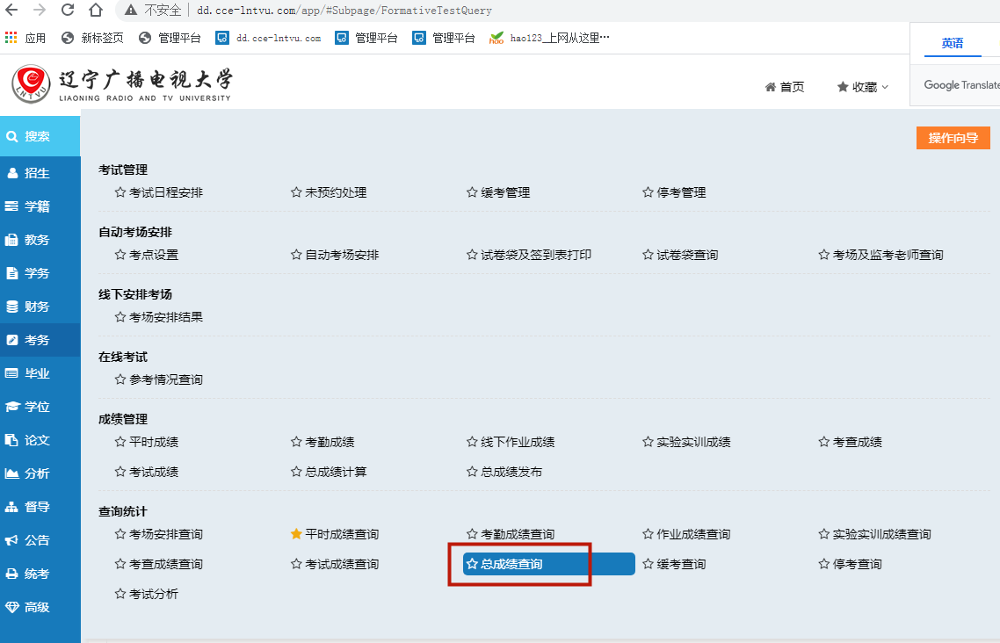 不安全 dd.cce-lntvu.com/app/#Subpage/FormativeTestQuery
应用 新标签页 管理平台 dd.cce-lntvu.com 管理平台 管理平台 hao123_上网从这里…
英语
Google Translate
辽宁广播电视大学
LIAONING RADIO AND TV UNIVERSITY
LNTVU
首页 收藏
操作向导
搜索
招生
学籍
教务
学务
财务
考务
毕业
学位
论文
分析
督导
公告
统考
高级
考试管理
考试日程安排 未预约处理 缓考管理 停考管理
自动考场安排
考点设置 自动考场安排 试卷袋及签到表打印 试卷袋查询 考场及监考老师查询
线下安排考场
考场安排结果
在线考试
参考情况查询
成绩管理
平时成绩 考勤成绩 线下作业成绩 实验实训成绩 考查成绩
考试成绩 总成绩计算 总成绩发布
查询统计
考场安排查询 平时成绩查询 考勤成绩查询 作业成绩查询 实验实训成绩查询
考查成绩查询 考试成绩查询 总成绩查询 缓考查询 停考查询
考试分析